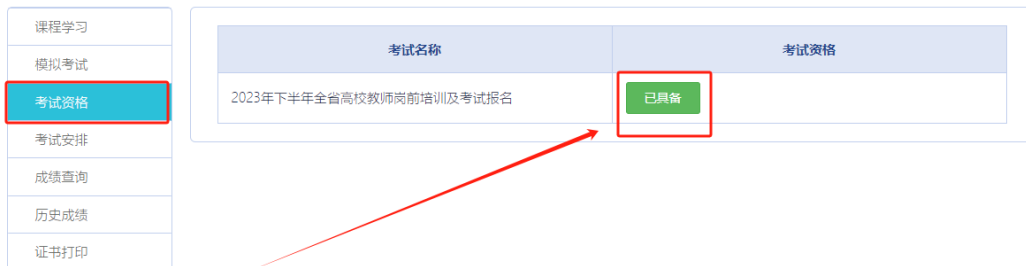 课程学习
模拟考试
考试资格
考试安排
成绩查询
历史成绩
证书打印
考试名称 考试资格
2023年下半年全省高校教师岗前培训及考试报名 已具备